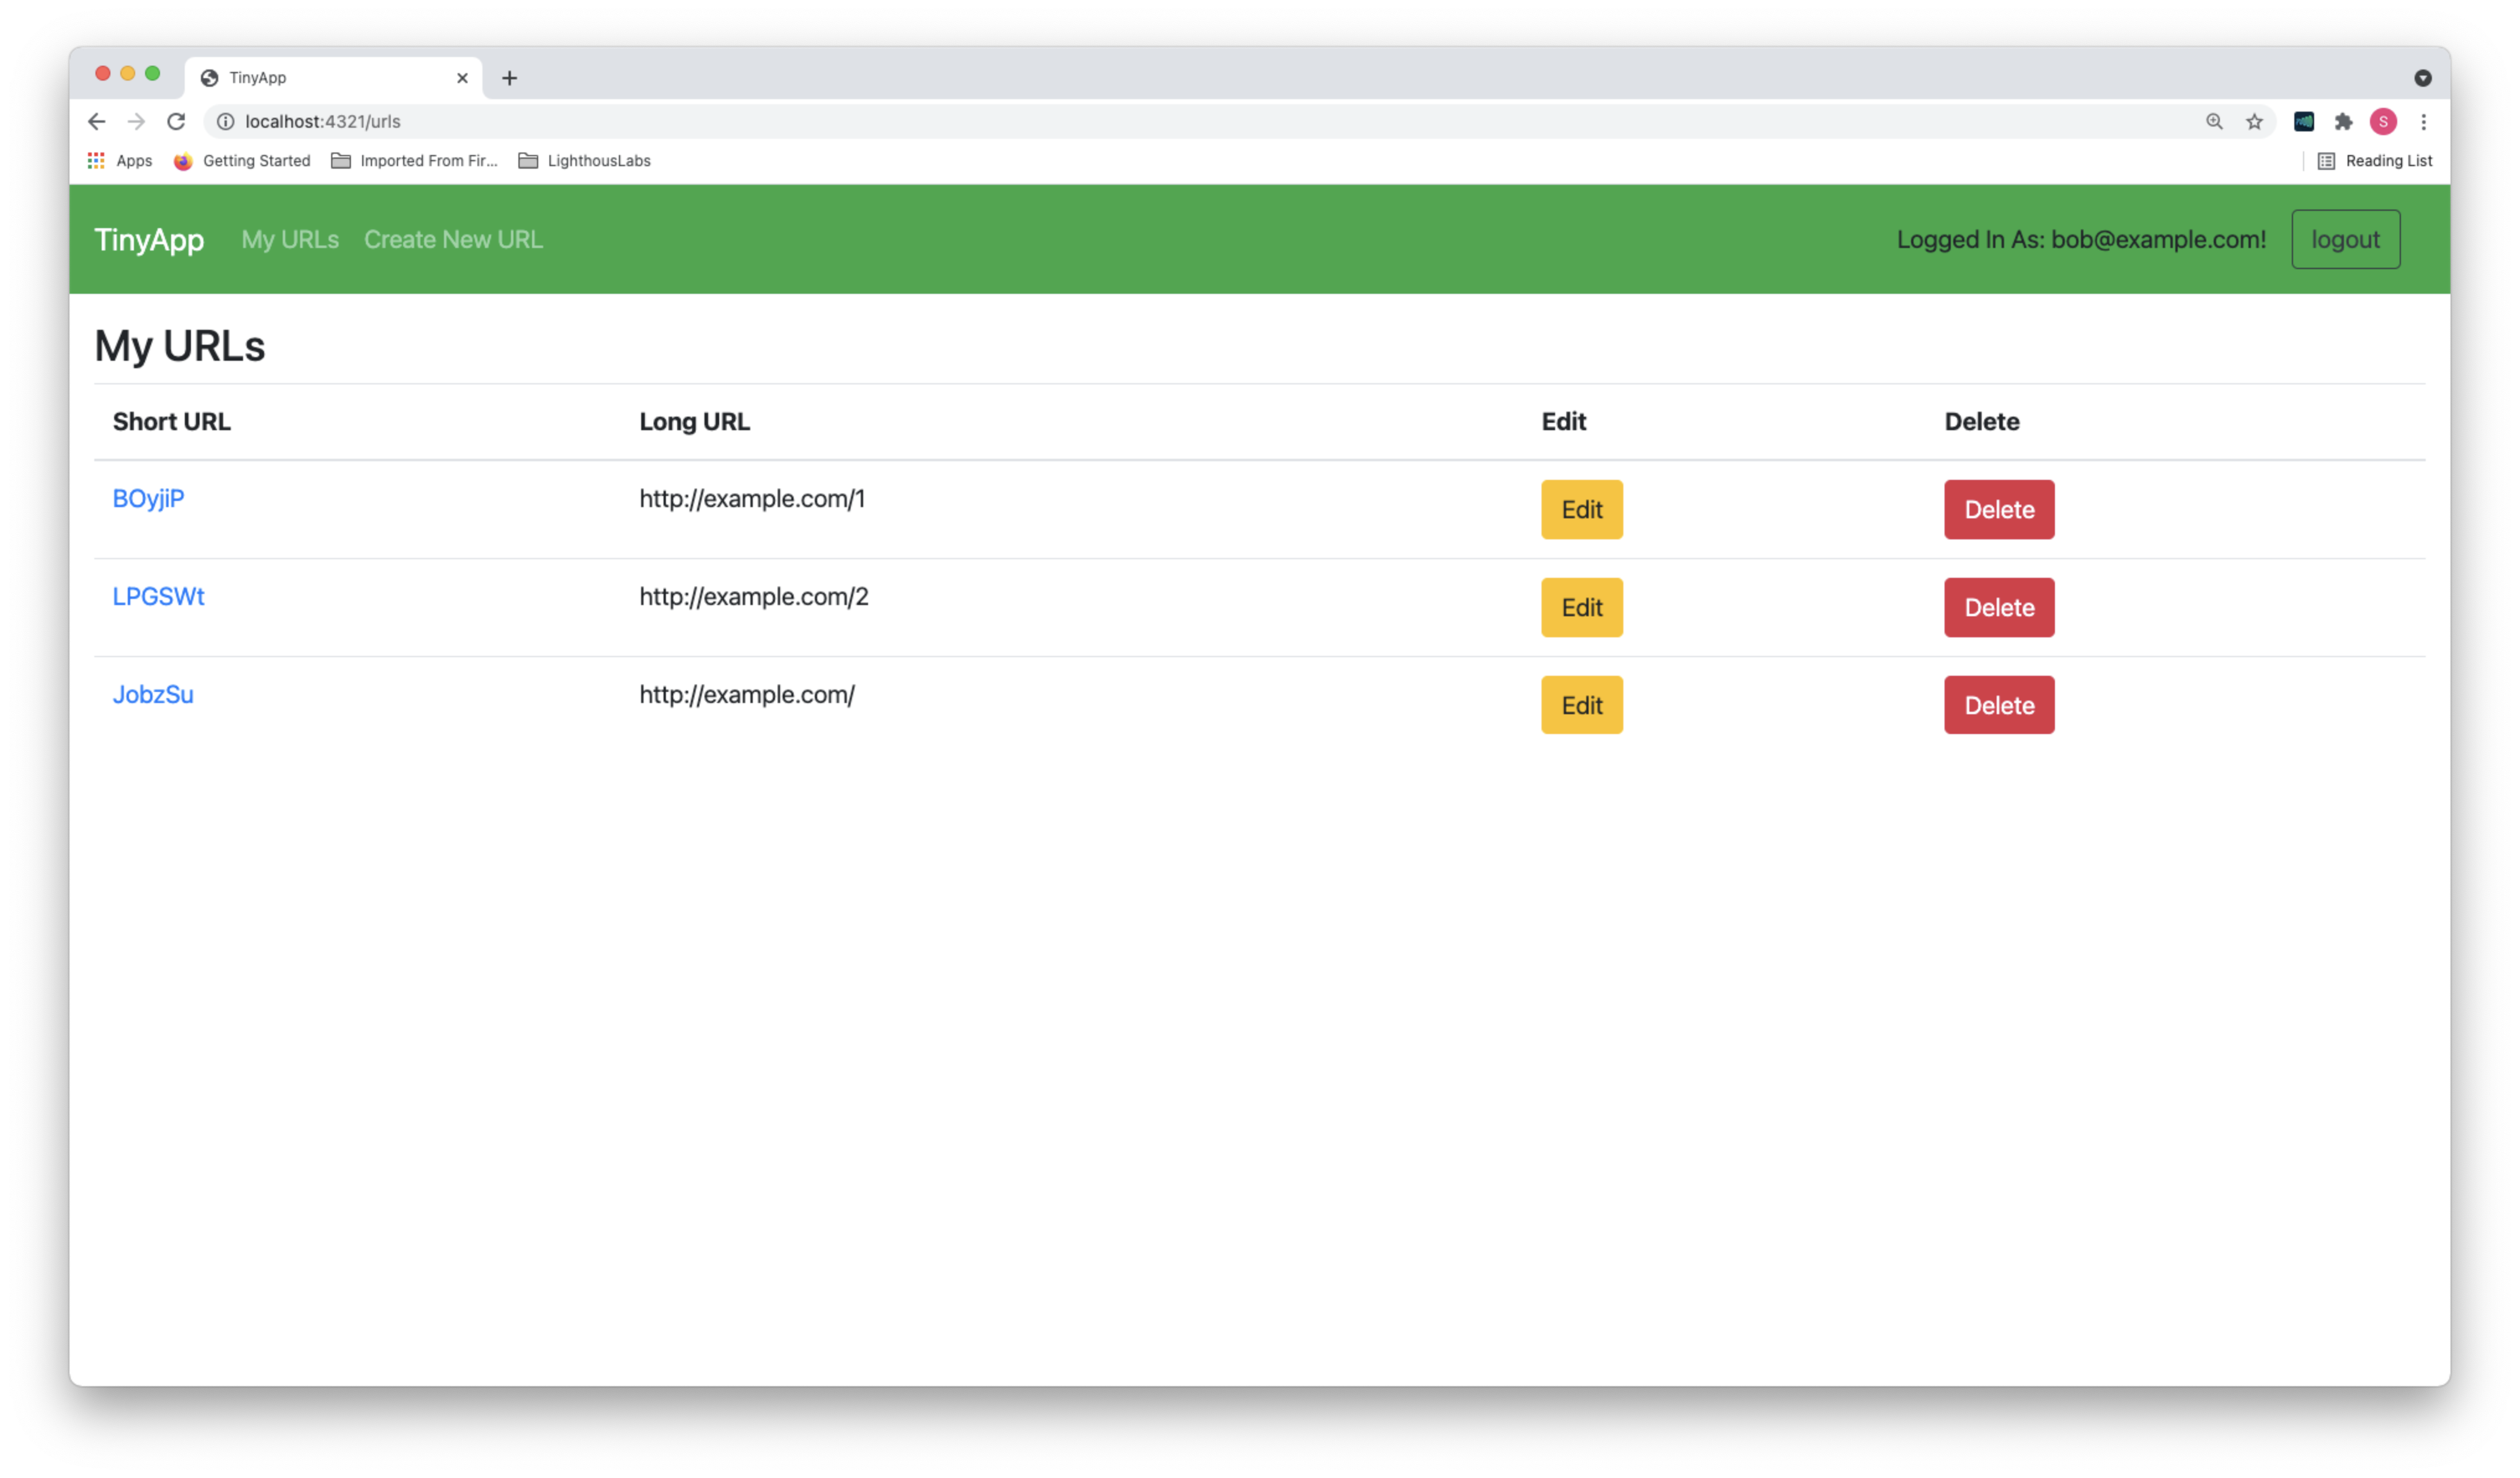 TinyApp
localhost:4321/urls
S
Apps Getting Started Imported From Fir... LighthousLabs Reading List
TinyApp My URLs Create New URL Logged In As: bob@example.com! logout
My URLs
Short URL Long URL Edit Delete
BOyjiP http://example.com/1 Edit Delete
LPGSWt http://example.com/2 Edit Delete
JobzSu http://example.com/ Edit Delete